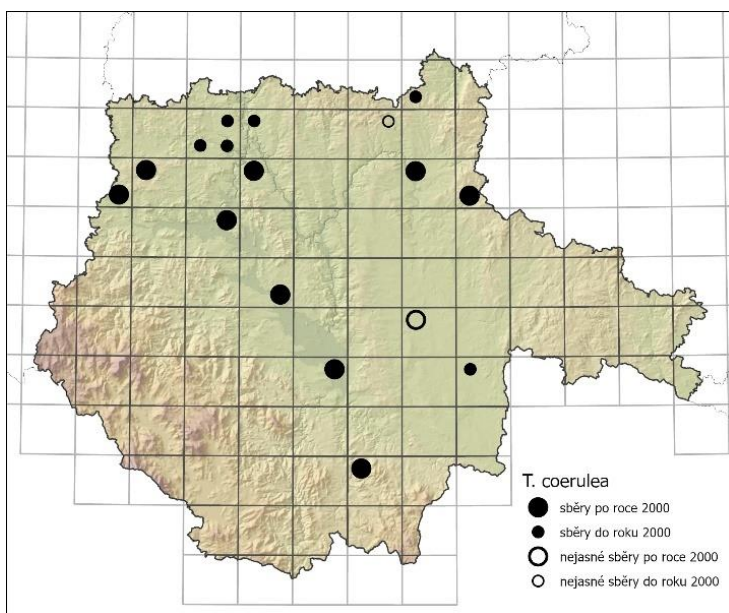 T. coerulea
sběry po roce 2000
sběry do roku 2000
nejasné sběry po roce 2000
nejasné sběry do roku 2000